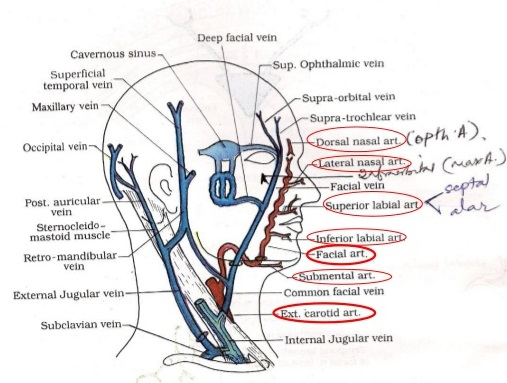 Deep facial vein
Cavernous sinus
Sup. Ophthalmic vein
Superficial
temporal vein
Maxillary vein
Supra-orbital vein
Supra-trochlear vein
Occipital vein
Dorsal nasal art. (opth.A).
Lateral nasal art.
Infraorbital (maxA.)
Facial vein
Superior labial art
septal
alar
Post. auricular
vein
Sternocleido-
mastoid muscle
Inferior labial art
Facial art.
Retro-mandibular
vein
Submental art.
External Jugular vein
Common facial vein
Ext. carotid art.
Subclavian vein
Internal Jugular vein